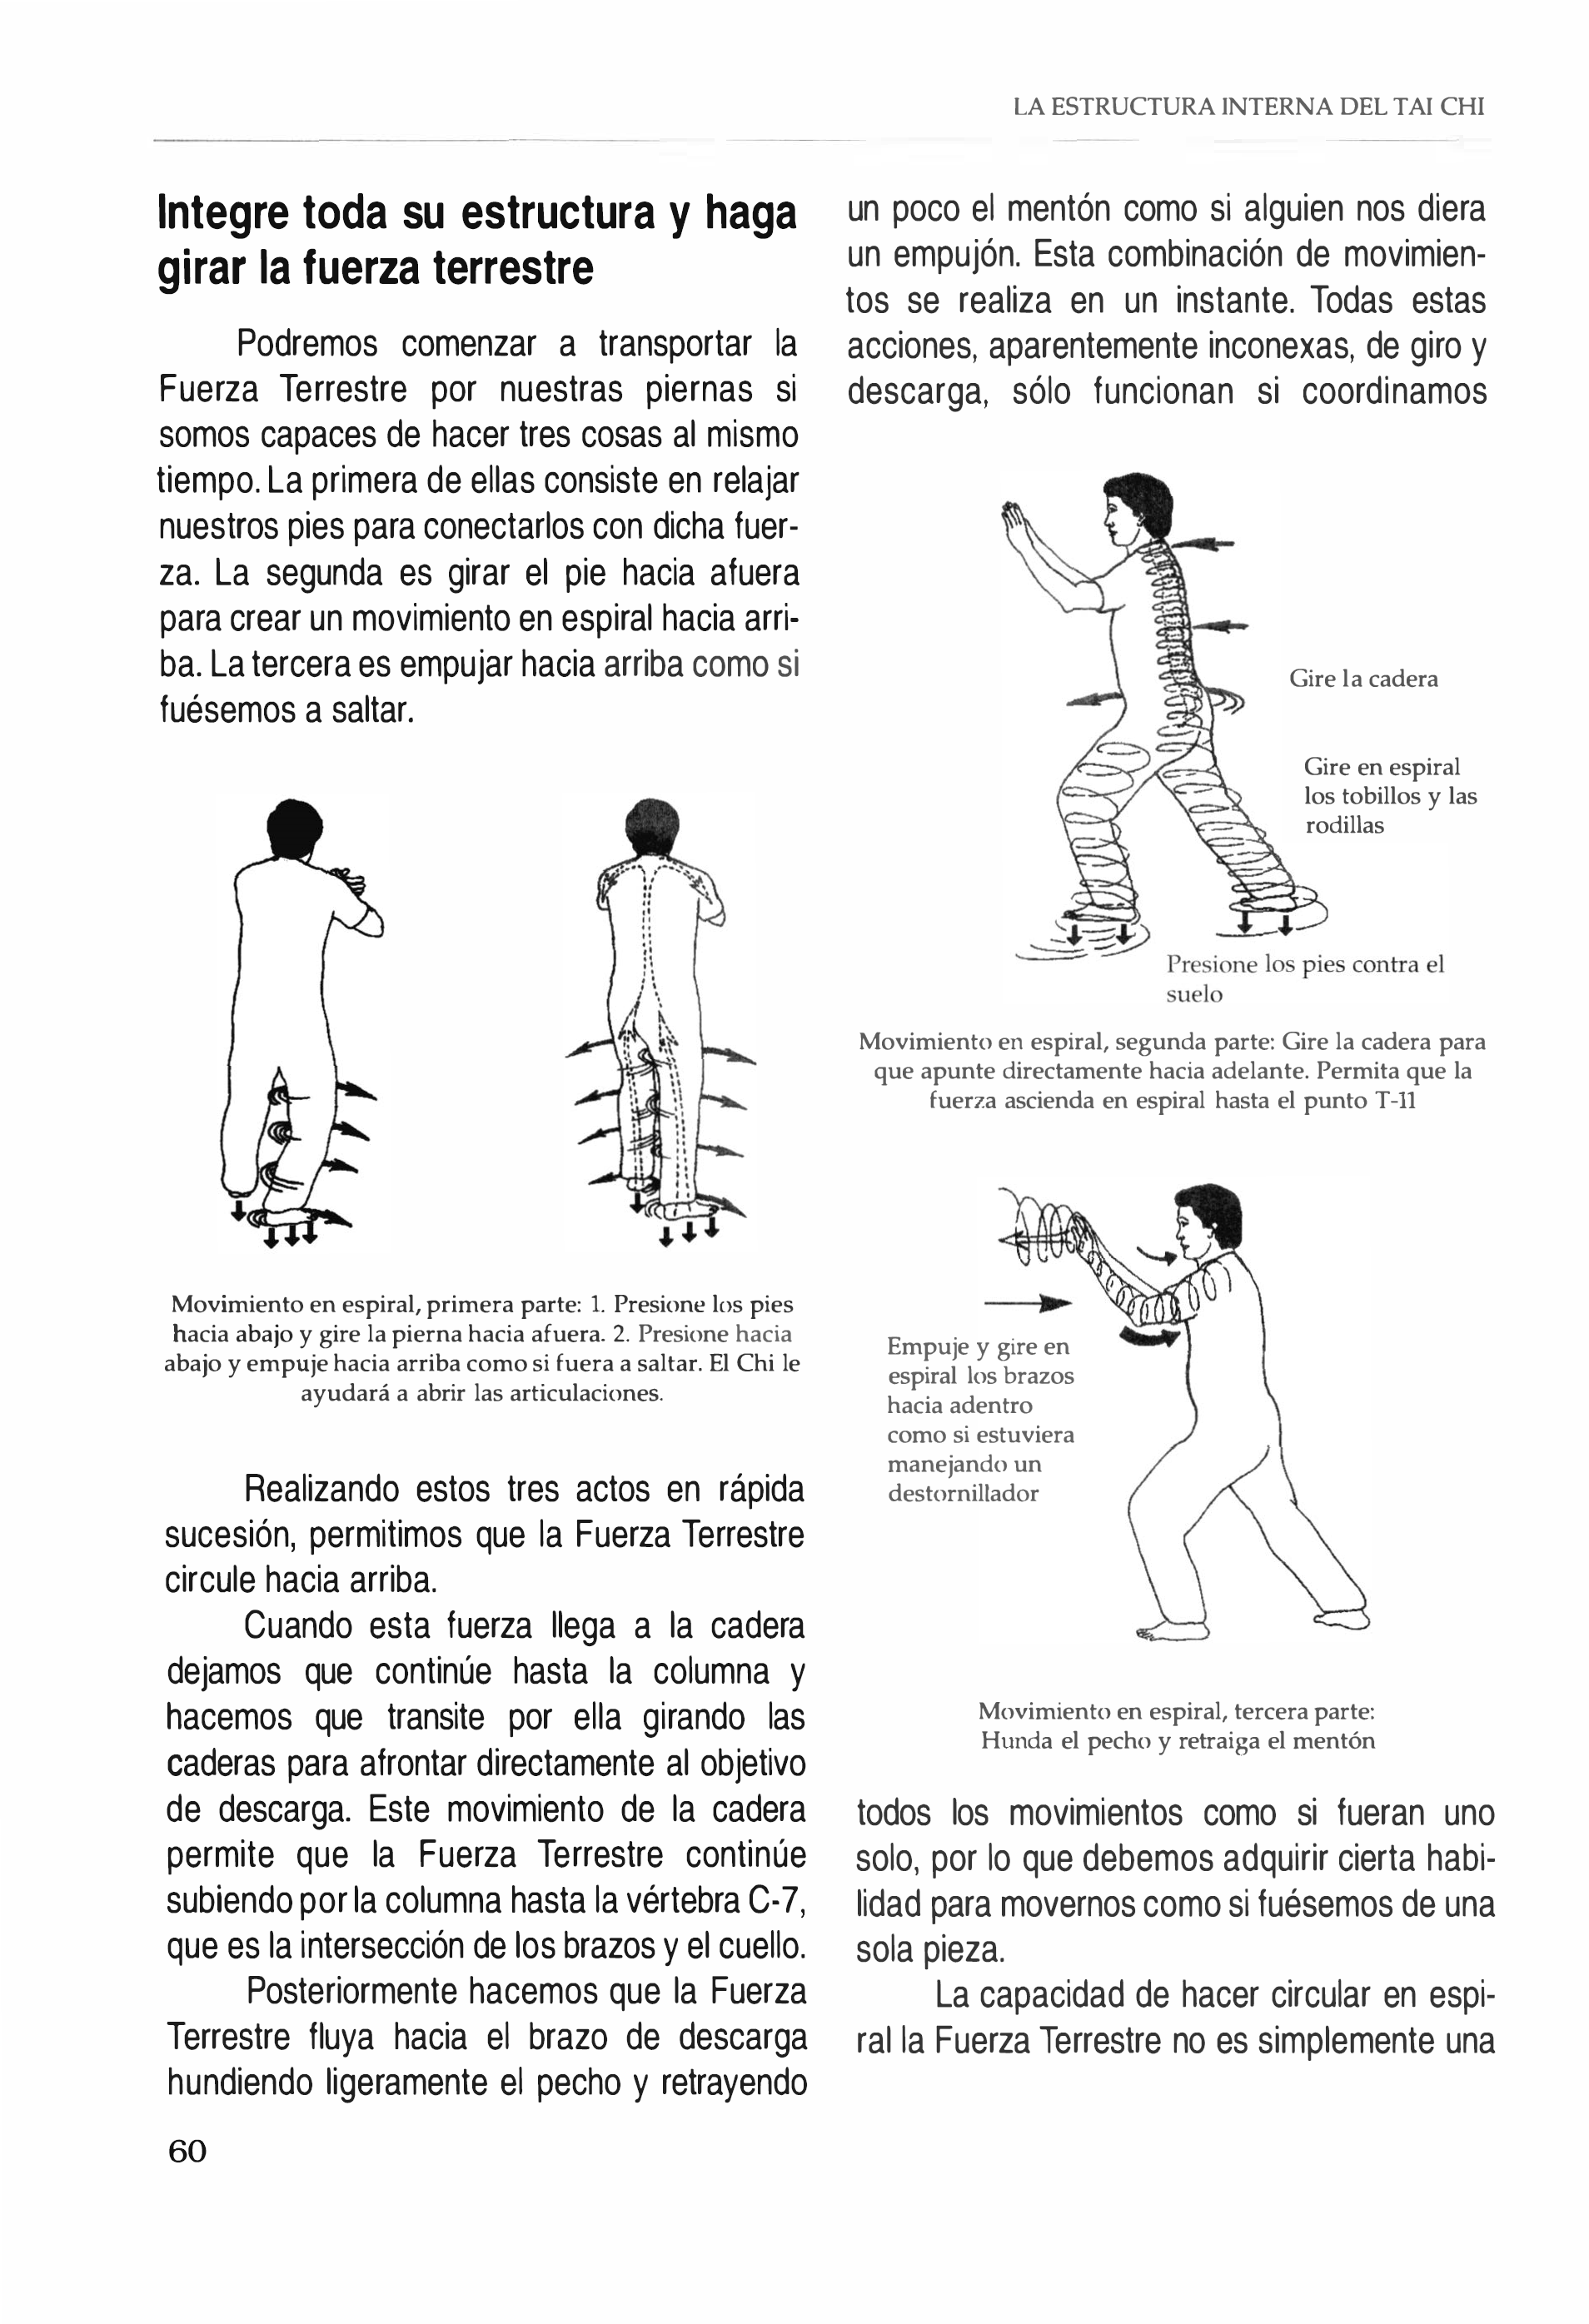 LA ESTRUCTURA INTERNA DEL TAI CHI
Integre toda su estructura y haga
girar la fuerza terrestre
Podremos comenzar a transportar la
Fuerza Terrestre por nuestras piernas si
somos capaces de hacer tres cosas al mismo
tiempo. La primera de ellas consiste en relajar
nuestros pies para conectarlos con dicha fuer-
za. La segunda es girar el pie hacia afuera
para crear un movimiento en espiral hacia arri-
ba. La tercera es empujar hacia arriba como si
fuésemos a saltar.
Movimiento en espiral, primera parte: 1. Presione los pies
hacia abajo y gire la pierna hacia afuera. 2. Presione hacia
abajo y empuje hacia arriba como si fuera a saltar. El Chi le
ayudará a abrir las articulaciones.
Realizando estos tres actos en rápida
sucesión, permitimos que la Fuerza Terrestre
circule hacia arriba.
Cuando esta fuerza llega a la cadera
dejamos que continúe hasta la columna y
hacemos que transite por ella girando las
caderas para afrontar directamente al objetivo
de descarga. Este movimiento de la cadera
permite que la Fuerza Terrestre continúe
subiendo por la columna hasta la vértebra C-7,
que es la intersección de los brazos y el cuello.
Posteriormente hacemos que la Fuerza
Terrestre fluya hacia el brazo de descarga
hundiendo ligeramente el pecho y retrayendo
un poco el mentón como si alguien nos diera
un empujón. Esta combinación de movimien-
tos se realiza en un instante. Todas estas
acciones, aparentemente inconexas, de giro y
descarga, sólo funcionan si coordinamos
Gire la cadera
Gire en espiral
los tobillos y las
rodillas
Presione los pies contra el
suelo
Movimiento en espiral, segunda parte: Gire la cadera para
que apunte directamente hacia adelante. Permita que la
fuerza ascienda en espiral hasta el punto T-11
Empuje y gire en
espiral los brazos
hacia adentro
como si estuviera
manejando un
destornillador
Movimiento en espiral, tercera parte:
Hunda el pecho y retraiga el mentón
todos los movimientos como si fueran uno
solo, por lo que debemos adquirir cierta habi-
lidad para movernos como si fuésemos de una
sola pieza.
La capacidad de hacer circular en espi-
ral la Fuerza Terrestre no es simplemente una
60